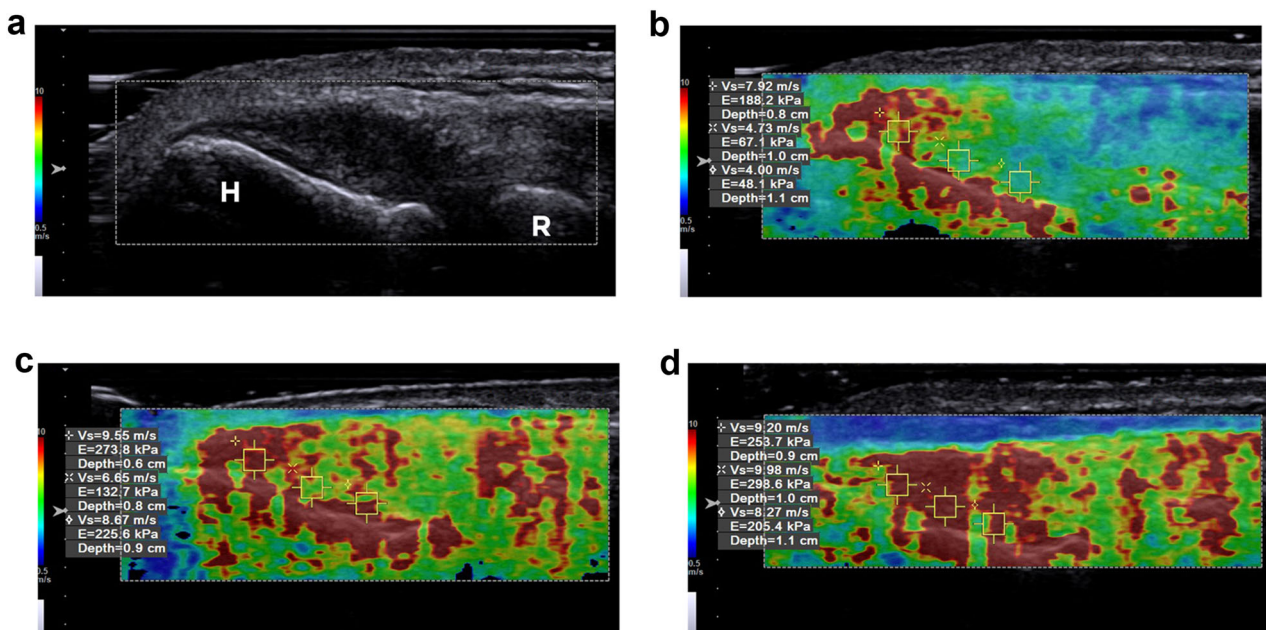 a
H
R
b
10
0.5
m/s
Vs=7.92 m/s
E=188.2 kPa
Depth=0.8 cm
Vs=4.73 m/s
E=67.1 kPa
Depth=1.0 cm
Vs=4.00 m/s
E=48.1 kPa
Depth=1.1 cm
10
0.5
m/s
c
Vs=9.55 m/s
E=273.8 kPa
Depth=0.6 cm
Vs=6.65 m/s
E=132.7 kPa
Depth=0.8 cm
Vs=8.67 m/s
E=225.6 kPa
Depth=0.9 cm
10
0.5
m/s
d
Vs=9.20 m/s
E=253.7 kPa
Depth=0.9 cm
Vs=9.98 m/s
E=298.6 kPa
Depth=1.0 cm
Vs=8.27 m/s
E=205.4 kPa
Depth=1.1 cm
10
0.5
m/s